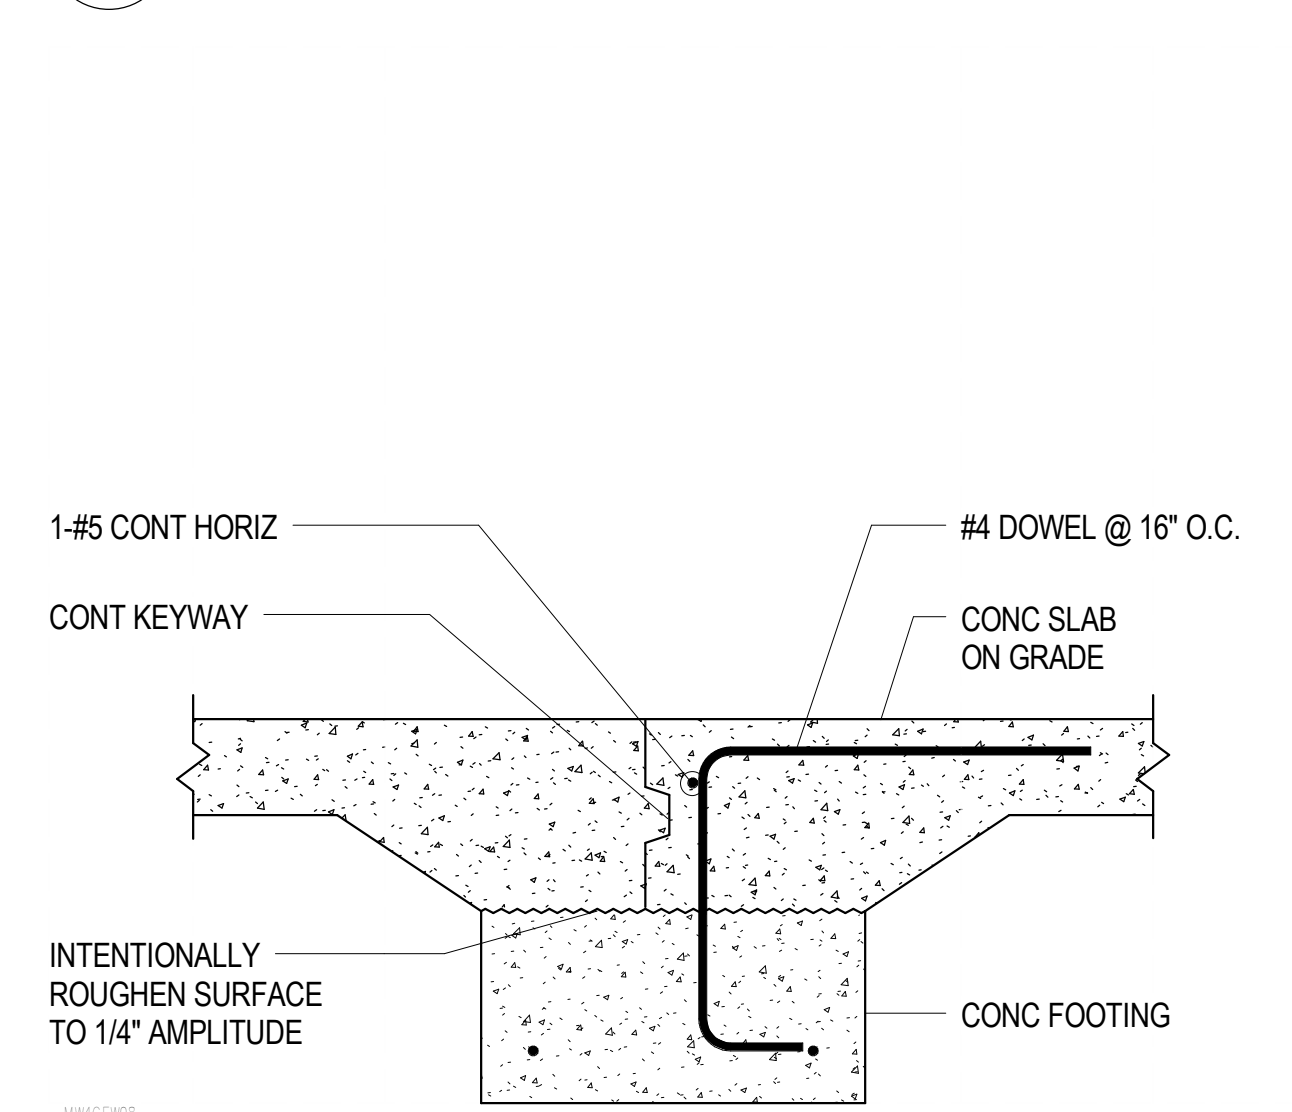 1-#5 CONT HORIZ
CONT KEYWAY
#4 DOWEL @ 16" O.C.
CONC SLAB
ON GRADE
INTENTIONALLY
ROUGHEN SURFACE
TO 1/4" AMPLITUDE
CONC FOOTING